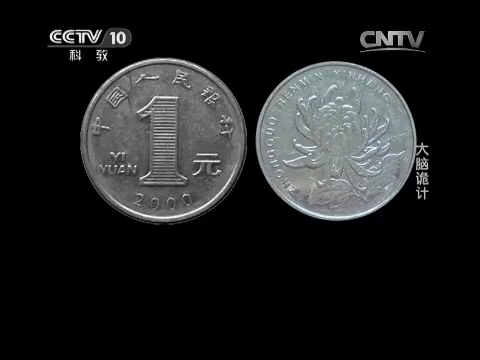 CCTV 10
科教
CNTV
中国人民银行
YI
YUAN
1
元
2000
ZHONGGUO RENMIN YINHANG
大脑诡计